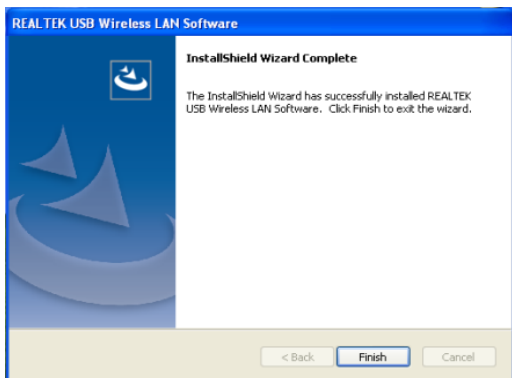 REALTEK USB Wireless LAN Software
InstallShield Wizard Complete
The InstallShield Wizard has successfully installed REALTEK
USB Wireless LAN Software. Click Finish to exit the wizard.
< Back
Finish
Cancel